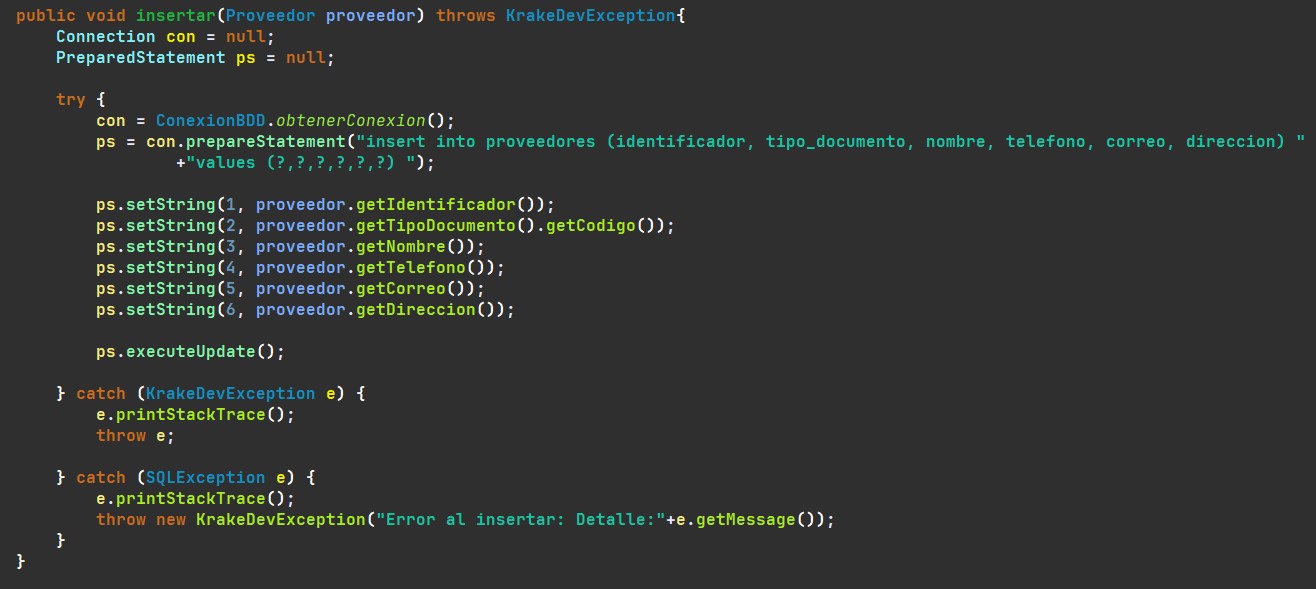 public void insertar(Proveedor proveedor) throws KrakeDevException{
    Connection con = null;
    PreparedStatement ps = null;

    try {
        con = ConexionBDD.obtenerConexion();
        ps = con.prepareStatement("insert into proveedores (identificador, tipo_documento, nombre, telefono, correo, direccion) "
                +"values (?,?,?,?,?,?) ");

        ps.setString(1, proveedor.getIdentificador());
        ps.setString(2, proveedor.getTipoDocumento().getCodigo());
        ps.setString(3, proveedor.getNombre());
        ps.setString(4, proveedor.getTelefono());
        ps.setString(5, proveedor.getCorreo());
        ps.setString(6, proveedor.getDireccion());

        ps.executeUpdate();

    } catch (KrakeDevException e) {
        e.printStackTrace();
        throw e;

    } catch (SQLException e) {
        e.printStackTrace();
        throw new KrakeDevException("Error al insertar: Detalle:"+e.getMessage());
    }
}